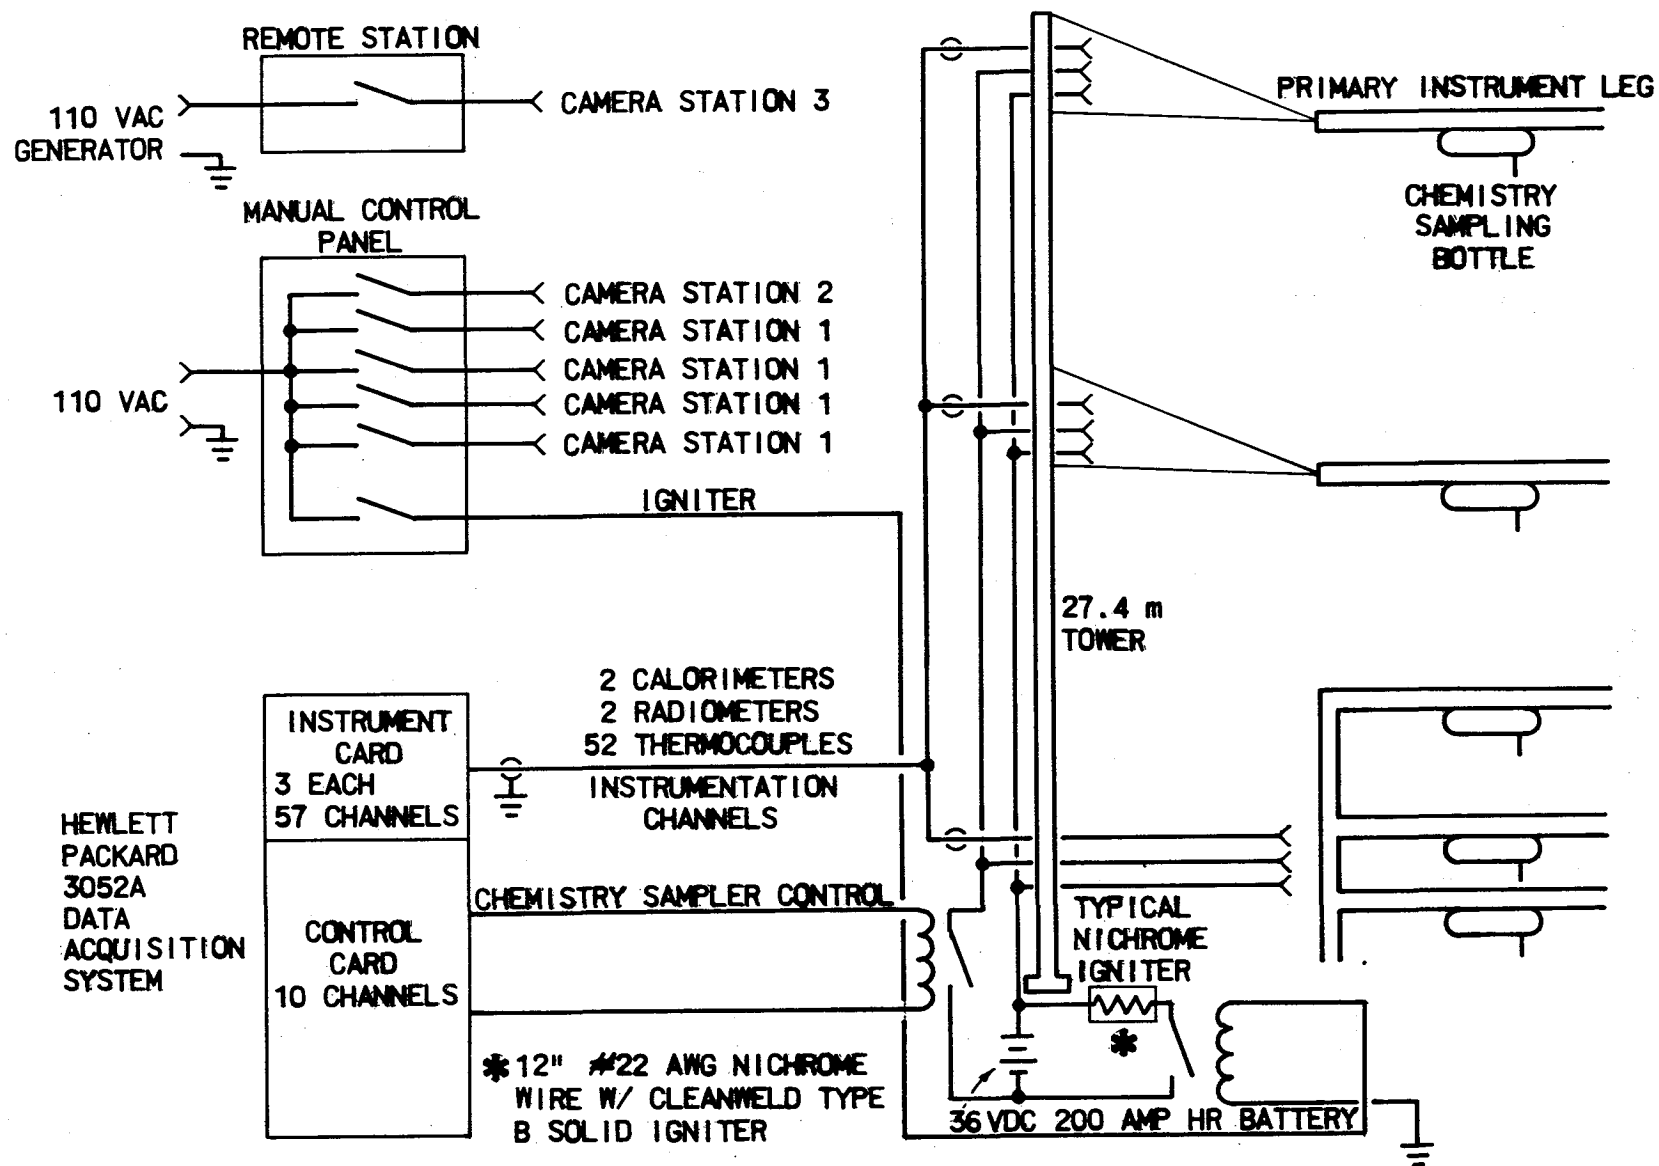 REMOTE STATION
110 VAC
GENERATOR
CAMERA STATION 3
MANUAL CONTROL
PANEL
110 VAC
CAMERA STATION 2
CAMERA STATION 1
CAMERA STATION 1
CAMERA STATION 1
CAMERA STATION 1
IGNITER
PRIMARY INSTRUMENT LEG
CHEMISTRY
SAMPLING
BOTTLE
27.4 m
TOWER
2 CALORIMETERS
2 RADIOMETERS
52 THERMOCOUPLES
INSTRUMENTATION
CHANNELS
INSTRUMENT
CARD
3 EACH
57 CHANNELS
HEWLETT
PACKARD
3052A
DATA
ACQUISITION
SYSTEM
CONTROL
CARD
10 CHANNELS
CHEMISTRY SAMPLER CONTROL
TYPICAL
NICHROME
IGNITER
*
* 12" #22 AWG NICHROME
WIRE W/ CLEANWELD TYPE
B SOLID IGNITER
36 VDC 200 AMP HR BATTERY